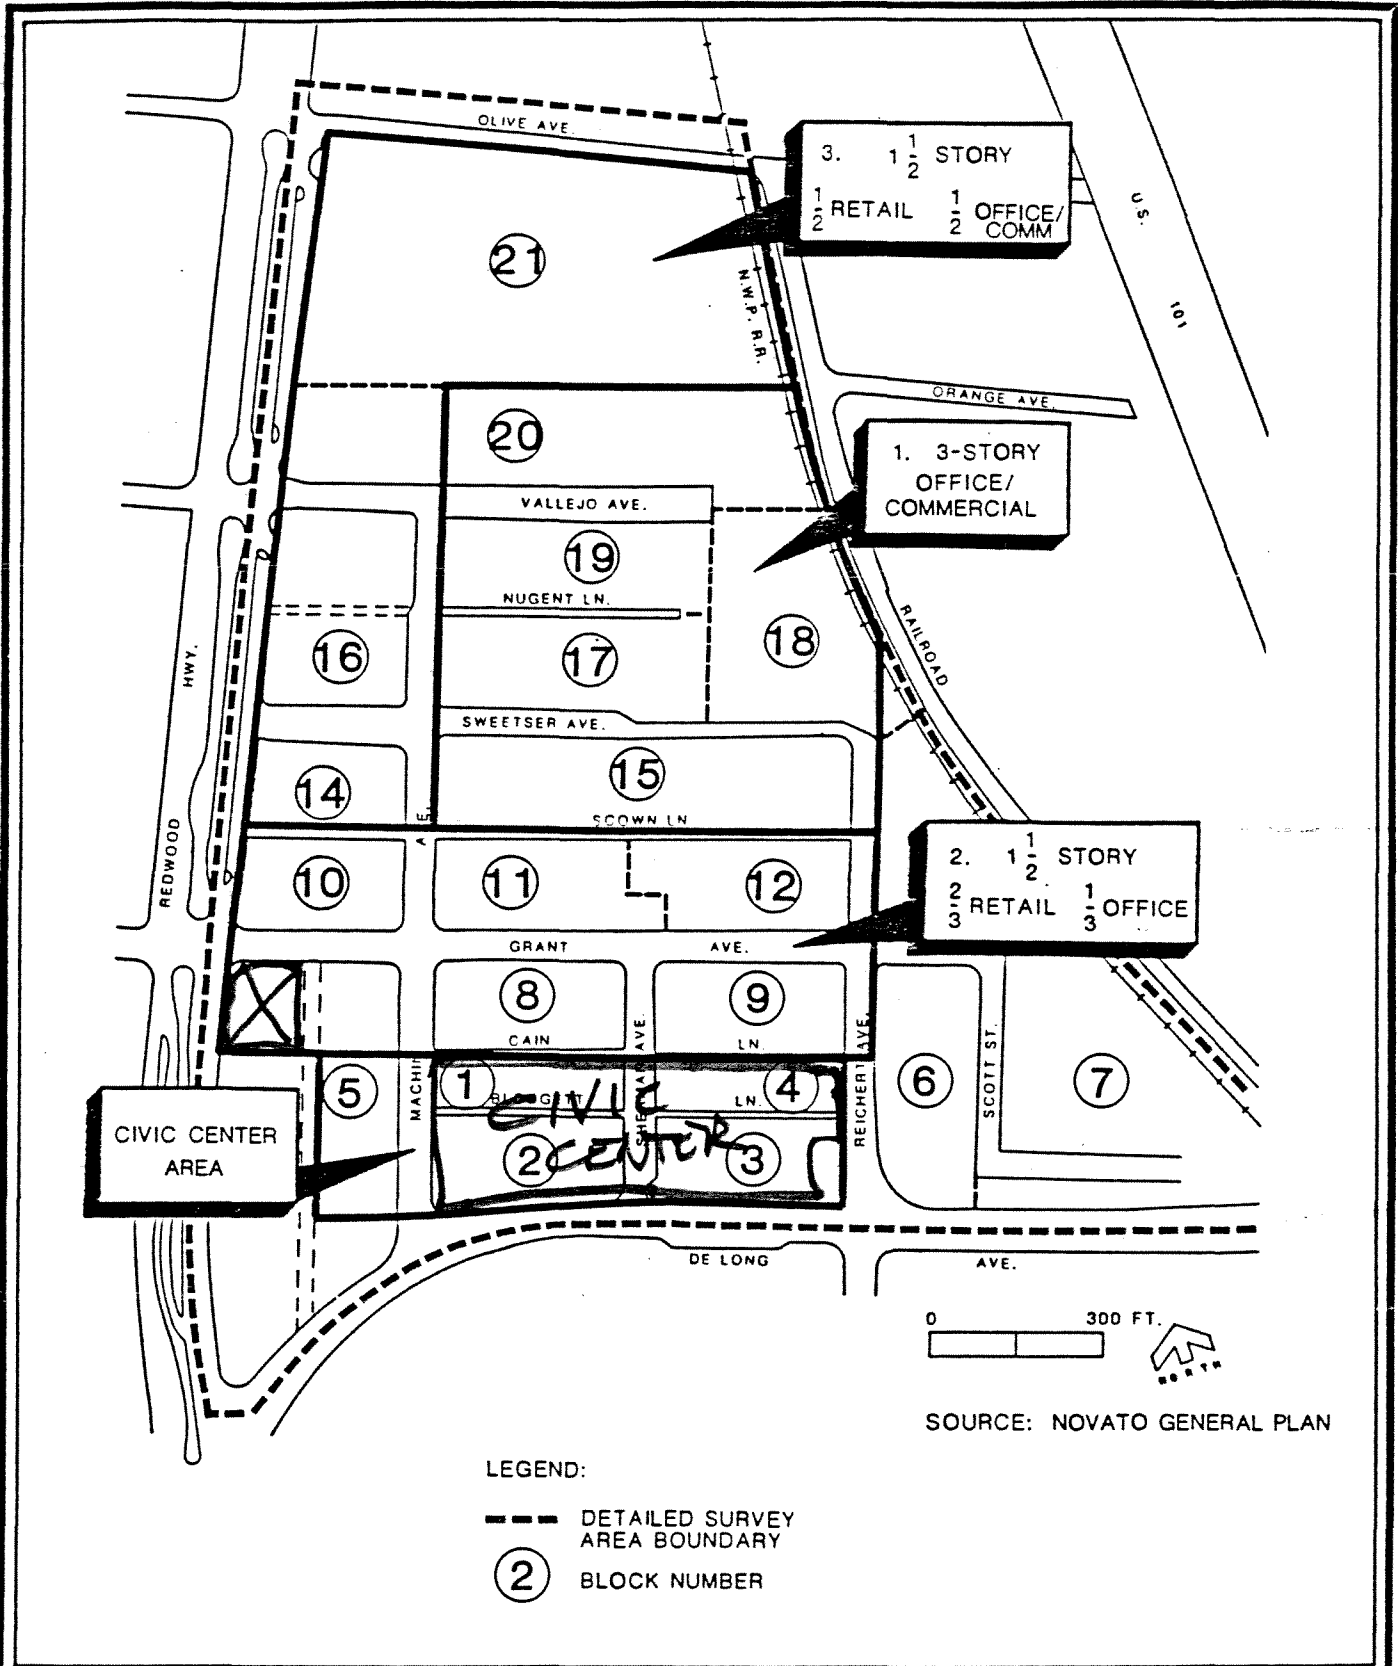 OLIVE AVE.
3. 1 1/2 STORY
1/2 RETAIL 1/2 OFFICE/
COMM
U.S.
101
21
N.W.P. R.R.
ORANGE AVE.
20
1. 3-STORY
OFFICE/
COMMERCIAL
VALLEJO AVE.
19
NUGENT LN.
RAILROAD
16
17
18
HWY.
SWEETSER AVE.
14
15
SCOWN LN
REDWOOD
10
11
12
2. 1 1/2 STORY
2/3 RETAIL 1/3 OFFICE
GRANT AVE.
8
9
CAIN LN.
REICHERT AVE.
SCOTT ST.
5
1
4
6
7
LN.
CIVIC
CENTER
2
3
CIVIC CENTER
AREA
DE LONG AVE.
0 300 FT.
NORTH
SOURCE: NOVATO GENERAL PLAN
LEGEND:
DETAILED SURVEY
AREA BOUNDARY
2 BLOCK NUMBER